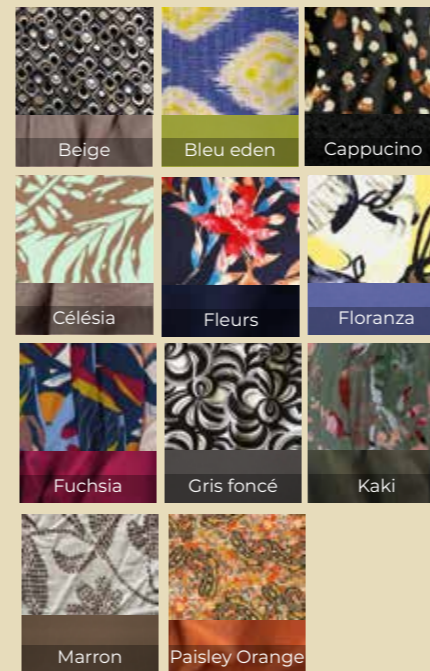 Beige
Bleu eden
Cappucino
Célésia
Fleurs
Floranza
Fuchsia
Gris foncé
Kaki
Marron
Paisley Orange